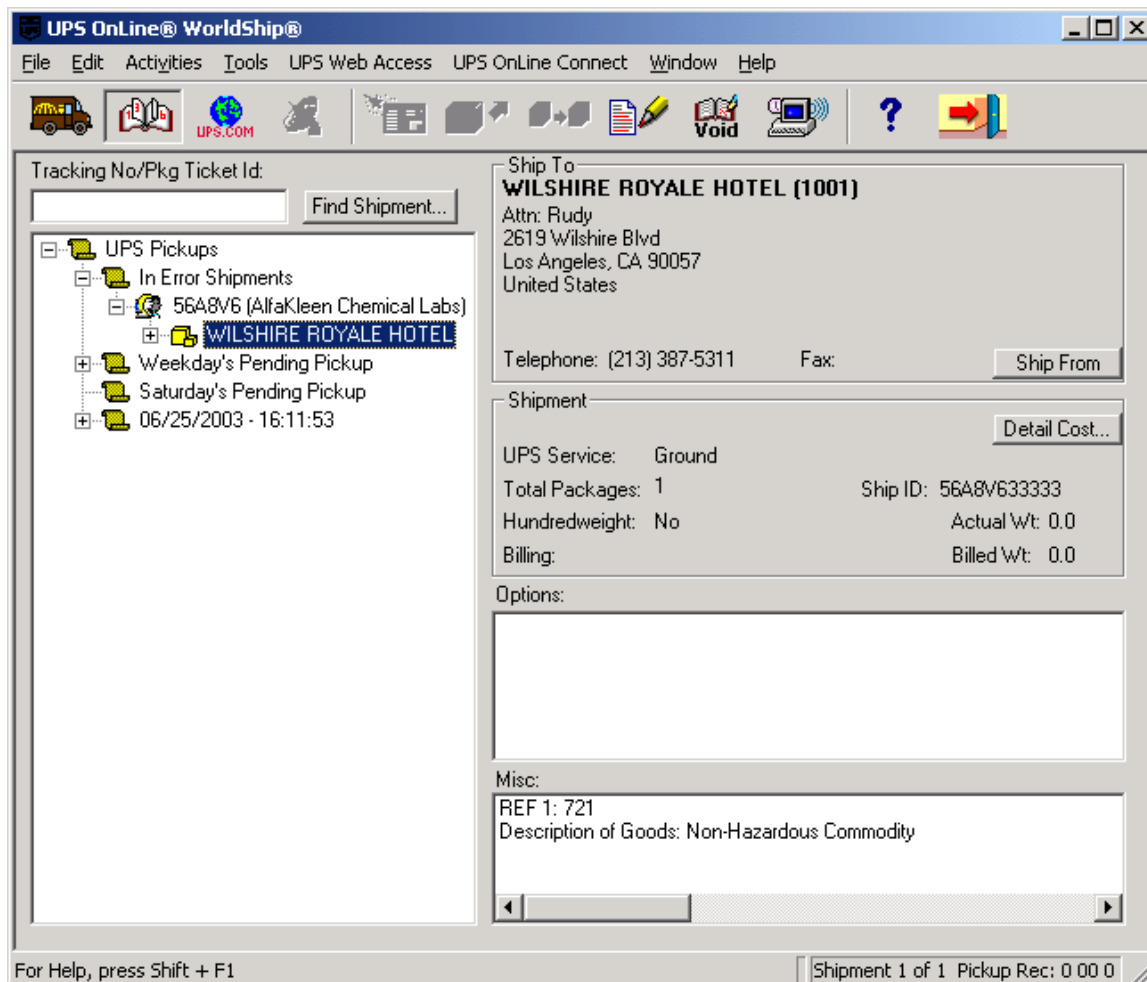 UPS OnLine® WorldShip®
File Edit Activities Tools UPS Web Access UPS OnLine Connect Window Help
UPS.COM
Void
?
Tracking No/Pkg Ticket Id:
Find Shipment...
UPS Pickups
In Error Shipments
56A8V6 (AlfaKleen Chemical Labs)
WILSHIRE ROYALE HOTEL
Weekday's Pending Pickup
Saturday's Pending Pickup
06/25/2003 - 16:11:53
Ship To
WILSHIRE ROYALE HOTEL (1001)
Attn: Rudy
2619 Wilshire Blvd
Los Angeles, CA 90057
United States
Telephone: (213) 387-5311 Fax:
Ship From
Shipment
Detail Cost...
UPS Service: Ground
Total Packages: 1 Ship ID: 56A8V633333
Hundredweight: No Actual Wt: 0.0
Billing: Billed Wt: 0.0
Options:
Misc:
REF 1: 721
Description of Goods: Non-Hazardous Commodity
For Help, press Shift + F1
Shipment 1 of 1 Pickup Rec: 0 00 0